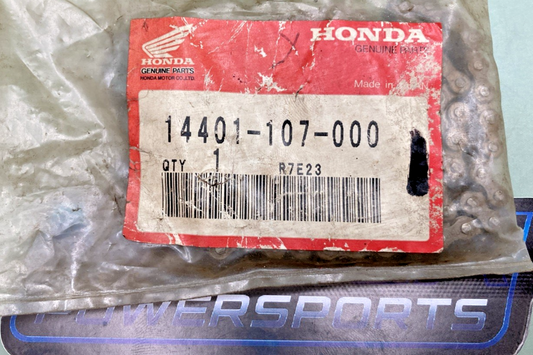 HONDA
GENUINE PARTS
HONDA MOTOR CO.,LTD.
HONDA
GENUINE PARTS
Made in
14401-107-000
QTY 1 R7E23
POWERSPORTS